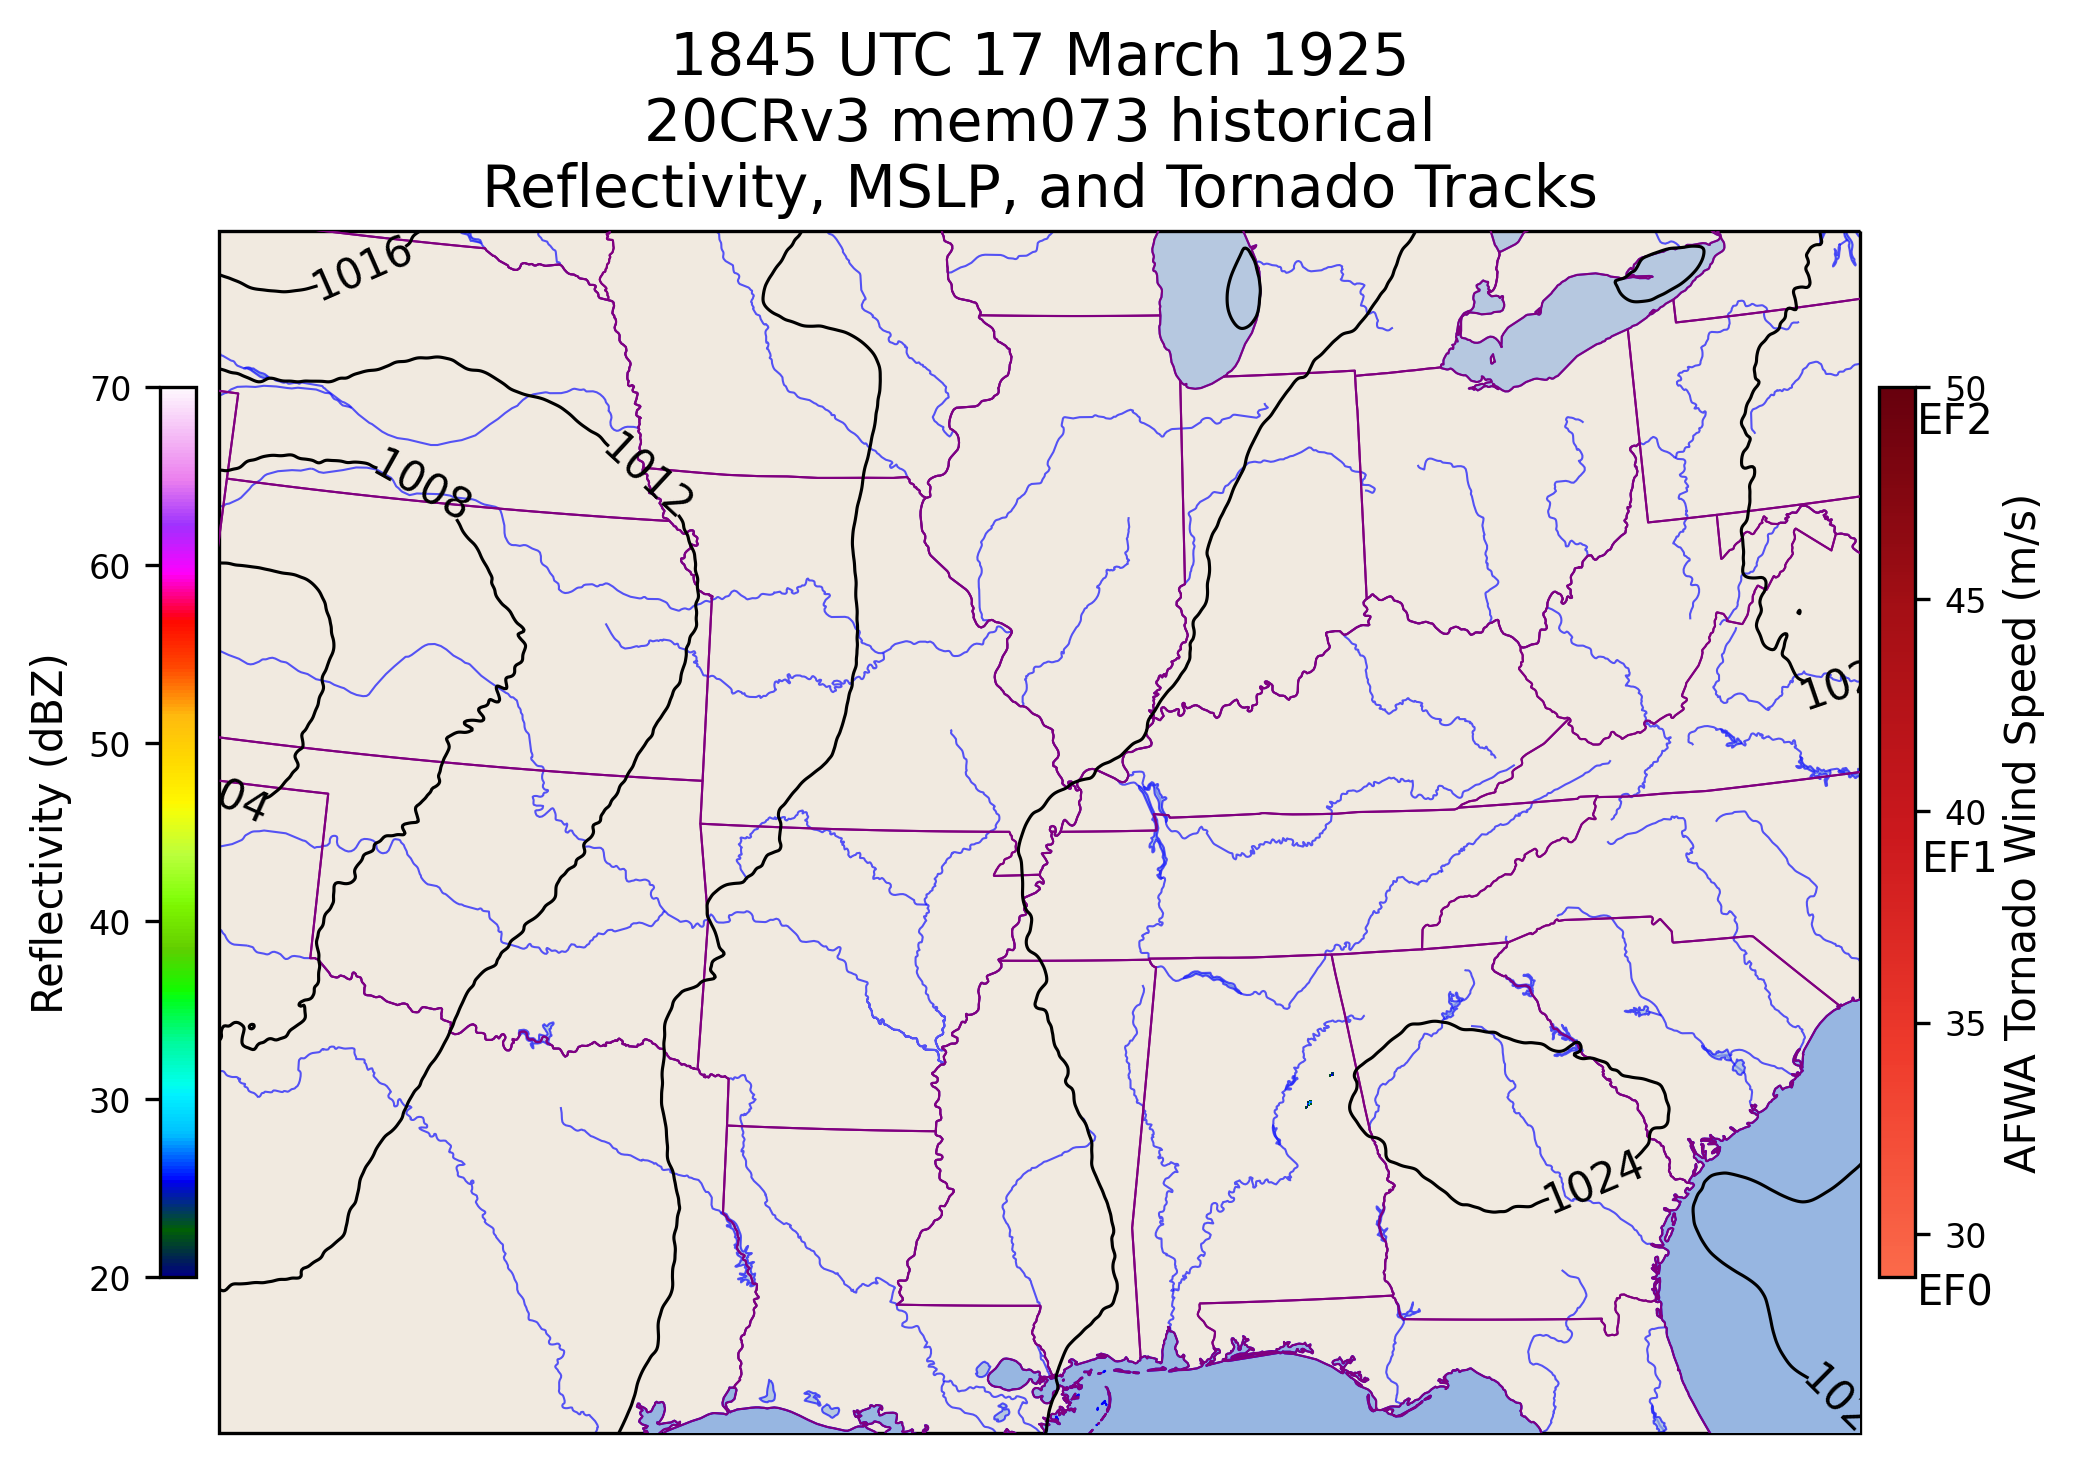 1845 UTC 17 March 1925
20CRv3 mem073 historical
Reflectivity, MSLP, and Tornado Tracks
1016
1012
1008
04
102
1024
102
70
60
50
40
30
20
Reflectivity (dBZ)
50
EF2
45
40
EF1
35
30
EF0
AFWA Tornado Wind Speed (m/s)